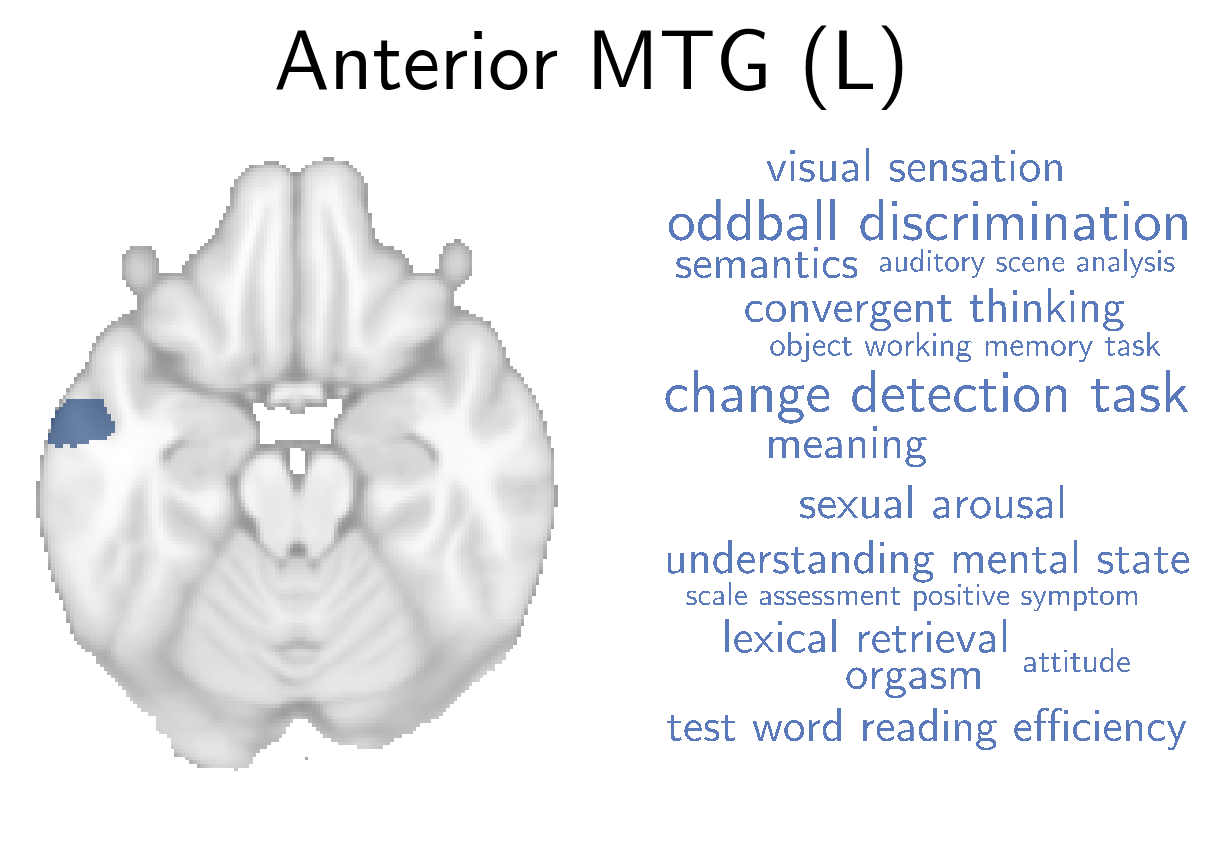 Anterior MTG (L)
visual sensation
oddball discrimination
semantics auditory scene analysis
convergent thinking
object working memory task
change detection task
meaning
sexual arousal
understanding mental state
scale assessment positive symptom
lexical retrieval
attitude
orgasm
test word reading efficiency